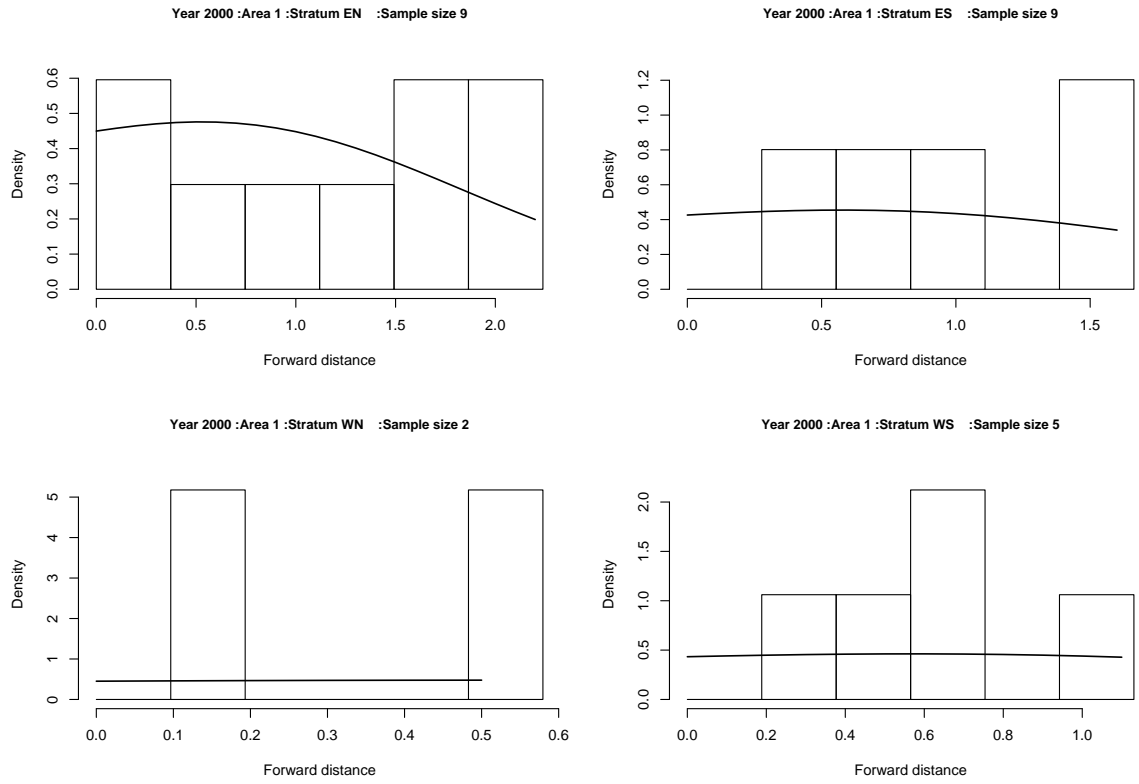 Year 2000 :Area 1 :Stratum EN :Sample size 9
Density
0.0 0.1 0.2 0.3 0.4 0.5 0.6
0.0 0.5 1.0 1.5 2.0
Forward distance
Year 2000 :Area 1 :Stratum ES :Sample size 9
Density
0.0 0.2 0.4 0.6 0.8 1.0 1.2
0.0 0.5 1.0 1.5
Forward distance
Year 2000 :Area 1 :Stratum WN :Sample size 2
Density
0 1 2 3 4 5
0.0 0.1 0.2 0.3 0.4 0.5 0.6
Forward distance
Year 2000 :Area 1 :Stratum WS :Sample size 5
Density
0.0 0.5 1.0 1.5 2.0
0.0 0.2 0.4 0.6 0.8 1.0
Forward distance